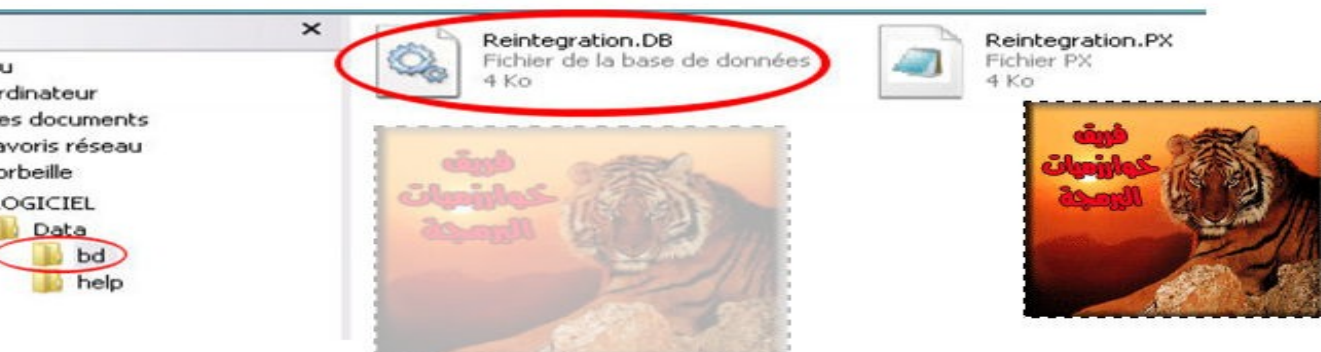 ×
u
rdinateur
es documents
avoris réseau
orbeille
LOGICIEL
Data
bd
help
Reintegration.DB
Fichier de la base de données
4 Ko
Reintegration.PX
Fichier PX
4 Ko
فريق
خوارزميات
البرمجة
فريق
خوارزميات
البرمجة